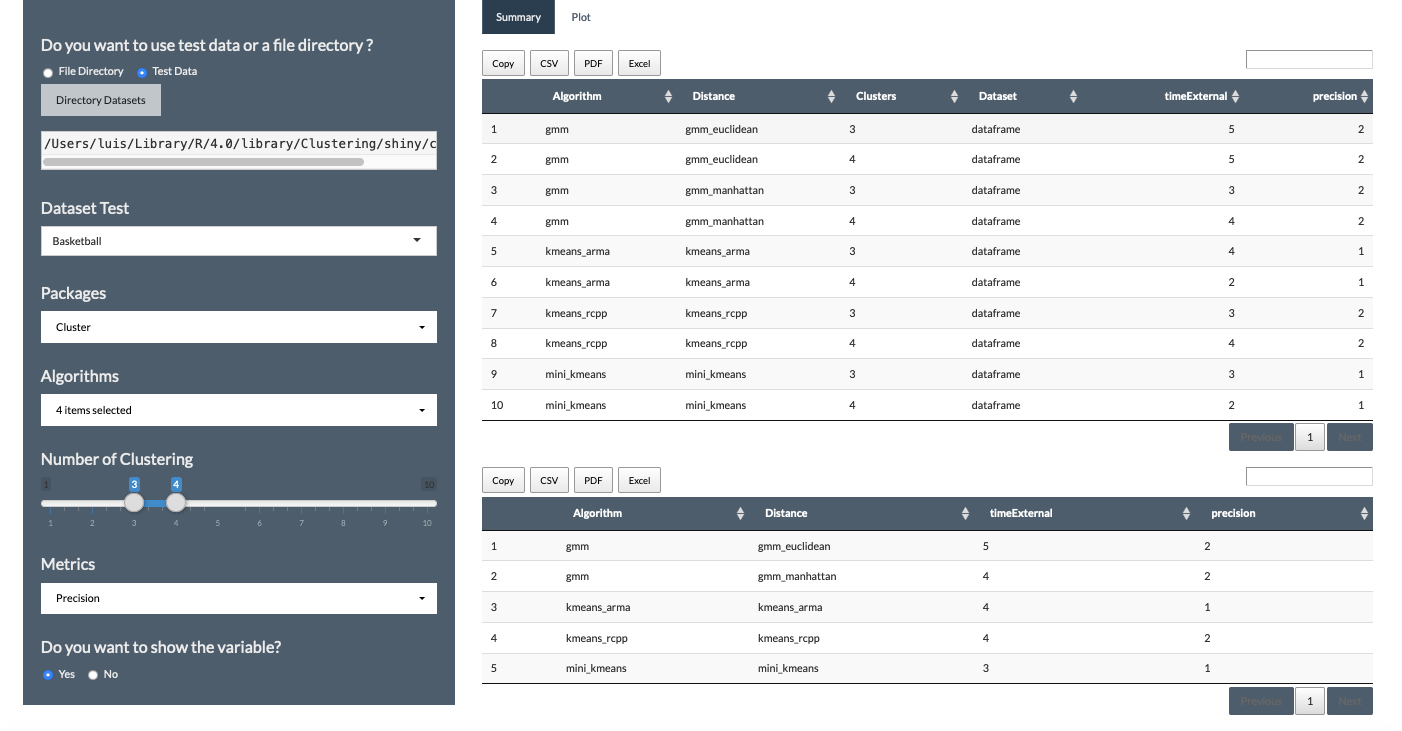 Do you want to use test data or a file directory ?
File Directory Test Data
Directory Datasets
/Users/luis/Library/R/4.0/library/Clustering/shiny/c
Dataset Test
Basketball
Packages
Cluster
Algorithms
4 items selected
Number of Clustering
1 3 4 10
1 2 3 4 5 6 7 8 9 10
Metrics
Precision
Do you want to show the variable?
Yes No
Summary Plot
Copy CSV PDF Excel
Algorithm Distance Clusters Dataset timeExternal precision
1 gmm gmm_euclidean 3 dataframe 5 2
2 gmm gmm_euclidean 4 dataframe 5 2
3 gmm gmm_manhattan 3 dataframe 3 2
4 gmm gmm_manhattan 4 dataframe 4 2
5 kmeans_arma kmeans_arma 3 dataframe 4 1
6 kmeans_arma kmeans_arma 4 dataframe 2 1
7 kmeans_rcpp kmeans_rcpp 3 dataframe 3 2
8 kmeans_rcpp kmeans_rcpp 4 dataframe 4 2
9 mini_kmeans mini_kmeans 3 dataframe 3 1
10 mini_kmeans mini_kmeans 4 dataframe 2 1
Previous 1 Next
Copy CSV PDF Excel
Algorithm Distance timeExternal precision
1 gmm gmm_euclidean 5 2
2 gmm gmm_manhattan 4 2
3 kmeans_arma kmeans_arma 4 1
4 kmeans_rcpp kmeans_rcpp 4 2
5 mini_kmeans mini_kmeans 3 1
Previous 1 Next